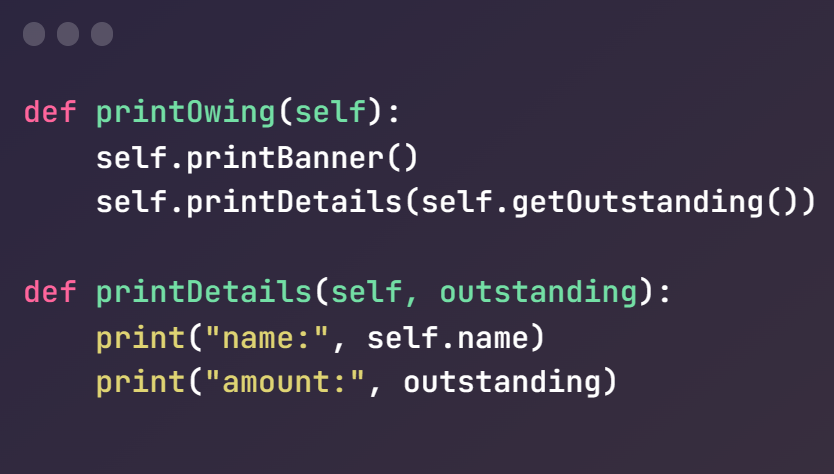 def printOwing(self):
    self.printBanner()
    self.printDetails(self.getOutstanding())

def printDetails(self, outstanding):
    print("name:", self.name)
    print("amount:", outstanding)